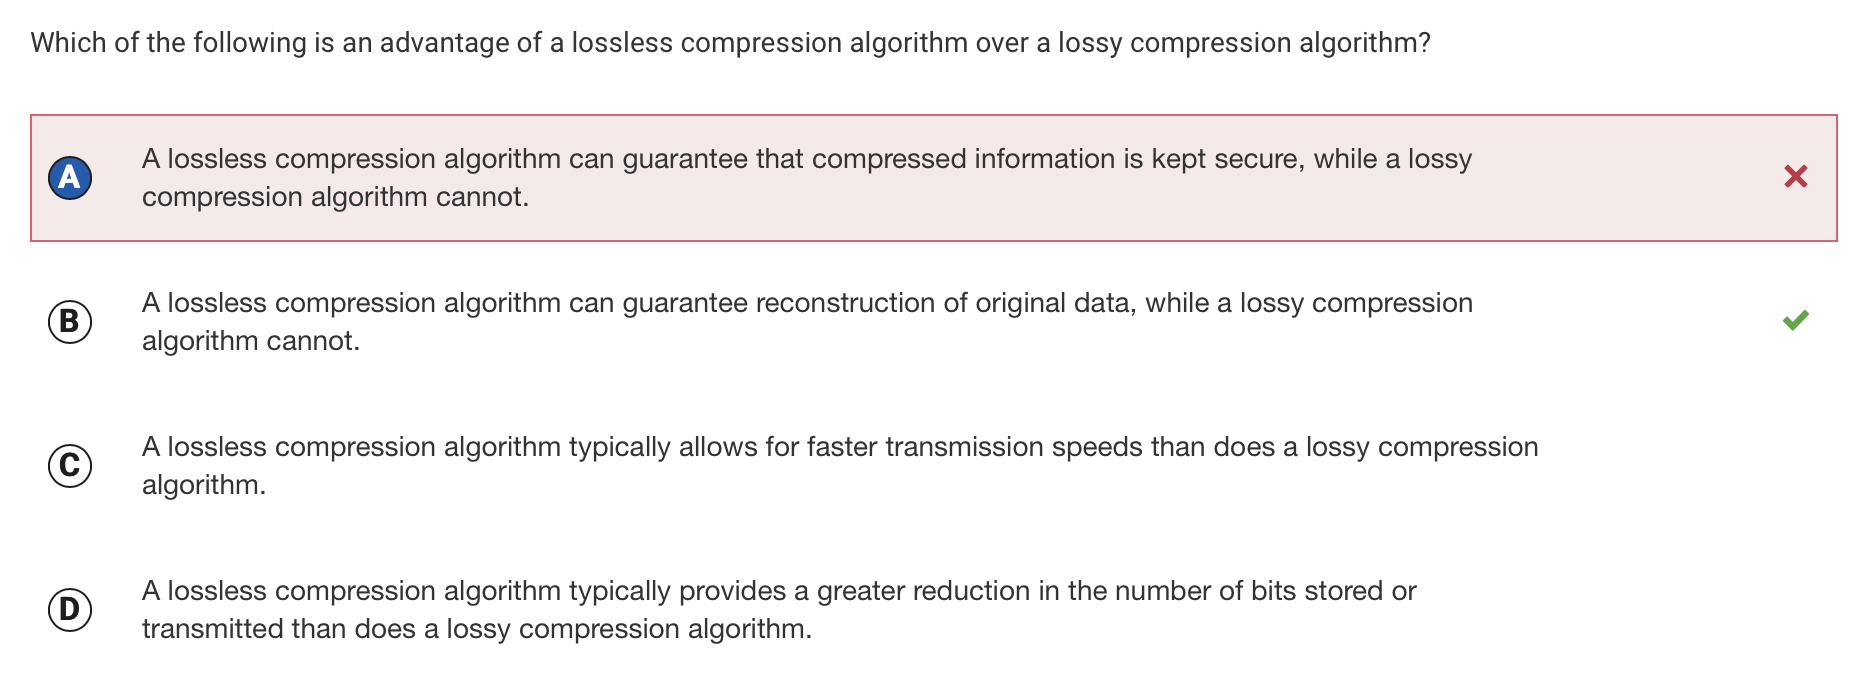 Which of the following is an advantage of a lossless compression algorithm over a lossy compression algorithm?
A
A lossless compression algorithm can guarantee that compressed information is kept secure, while a lossy
compression algorithm cannot.
B
A lossless compression algorithm can guarantee reconstruction of original data, while a lossy compression
algorithm cannot.
C
A lossless compression algorithm typically allows for faster transmission speeds than does a lossy compression
algorithm.
D
A lossless compression algorithm typically provides a greater reduction in the number of bits stored or
transmitted than does a lossy compression algorithm.